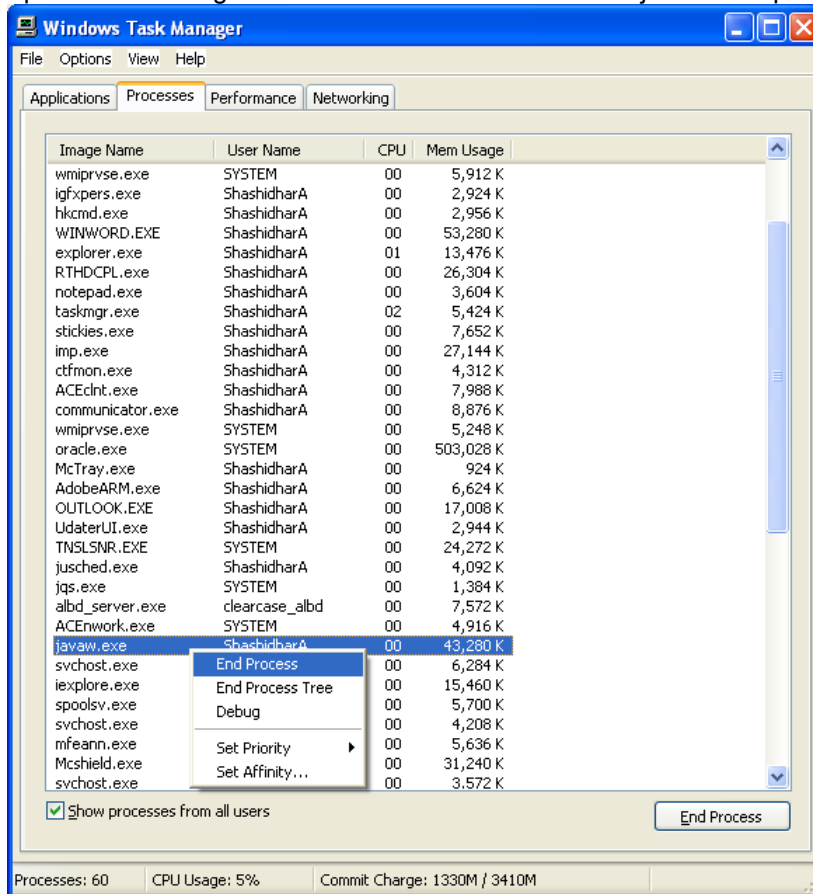 Windows Task Manager
File Options View Help
Applications Processes Performance Networking
Image Name User Name CPU Mem Usage
wmiprvse.exe SYSTEM 00 5,912 K
igfxpers.exe ShashidharA 00 2,924 K
hkcmd.exe ShashidharA 00 2,956 K
WINWORD.EXE ShashidharA 00 53,280 K
explorer.exe ShashidharA 01 13,476 K
RTHDCPL.exe ShashidharA 00 26,304 K
notepad.exe ShashidharA 00 3,604 K
taskmgr.exe ShashidharA 02 5,424 K
stickies.exe ShashidharA 00 7,652 K
imp.exe ShashidharA 00 27,144 K
ctfmon.exe ShashidharA 00 4,312 K
ACEclnt.exe ShashidharA 00 7,988 K
communicator.exe ShashidharA 00 8,876 K
wmiprvse.exe SYSTEM 00 5,248 K
oracle.exe SYSTEM 00 503,028 K
McTray.exe ShashidharA 00 924 K
AdobeARM.exe ShashidharA 00 6,624 K
OUTLOOK.EXE ShashidharA 00 17,008 K
UdaterUI.exe ShashidharA 00 2,944 K
TNSLSNR.EXE SYSTEM 00 24,272 K
jusched.exe ShashidharA 00 4,092 K
jqs.exe SYSTEM 00 1,384 K
albd_server.exe clearcase_albd 00 7,572 K
ACEnwork.exe SYSTEM 00 4,916 K
javaw.exe ShashidharA 00 43,280 K
svchost.exe End Process 00 6,284 K
iexplore.exe End Process Tree 00 15,460 K
spoolsv.exe Debug 00 5,700 K
svchost.exe 00 4,208 K
mfeann.exe Set Priority 00 5,636 K
Mcshield.exe Set Affinity... 00 31,240 K
svchost.exe 00 3,572 K
Show processes from all users End Process
Processes: 60 CPU Usage: 5% Commit Charge: 1330M / 3410M